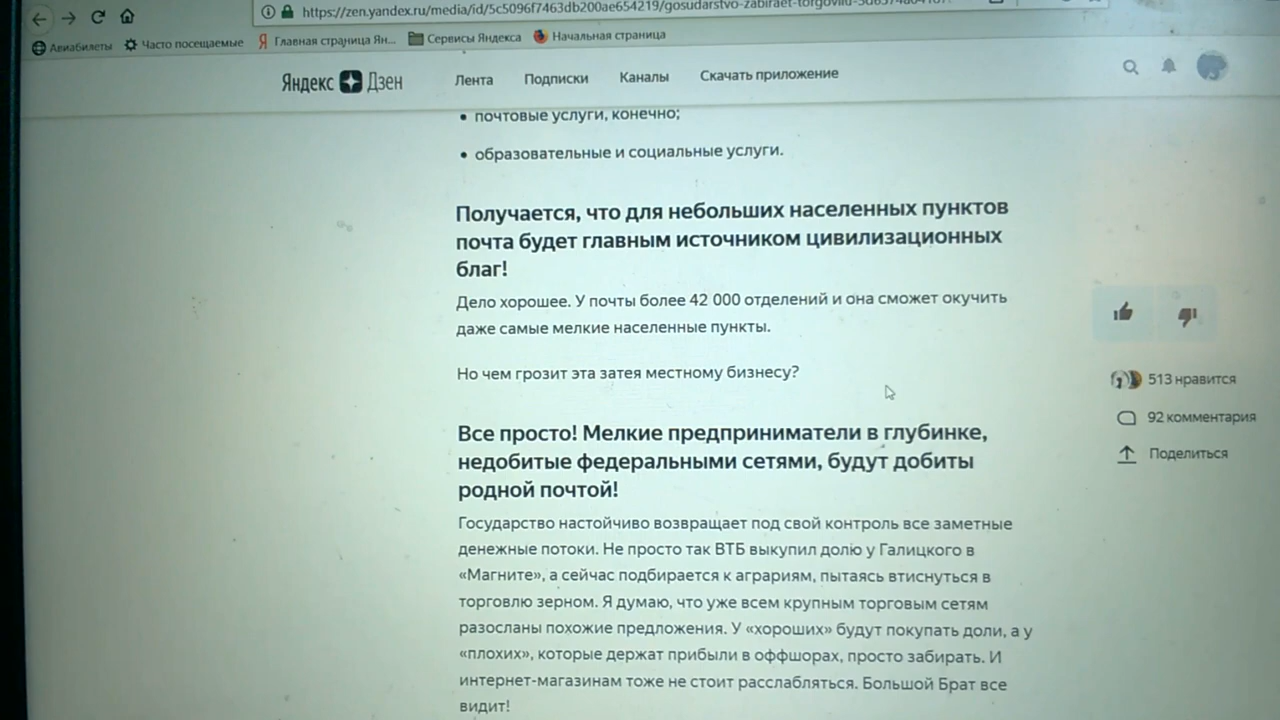 https://zen.yandex.ru/media/id/5c5096f7463db200ae654219/gosudarstvo-zabiraet-torgovliu-
Авиабилеты Часто посещаемые Главная страница Ян... Сервисы Яндекса Начальная страница
Яндекс Дзен Лента Подписки Каналы Скачать приложение
• почтовые услуги, конечно;
• образовательные и социальные услуги.
Получается, что для небольших населенных пунктов
почта будет главным источником цивилизационных
благ!
Дело хорошее. У почты более 42 000 отделений и она сможет окучить
даже самые мелкие населенные пункты.
Но чем грозит эта затея местному бизнесу?
513 нравится
92 комментария
Поделиться
Все просто! Мелкие предприниматели в глубинке,
недобитые федеральными сетями, будут добиты
родной почтой!
Государство настойчиво возвращает под свой контроль все заметные
денежные потоки. Не просто так ВТБ выкупил долю у Галицкого в
«Магните», а сейчас подбирается к аграриям, пытаясь втиснуться в
торговлю зерном. Я думаю, что уже всем крупным торговым сетям
разосланы похожие предложения. У «хороших» будут покупать доли, а у
«плохих», которые держат прибыли в оффшорах, просто забирать. И
интернет-магазинам тоже не стоит расслабляться. Большой Брат все
видит!